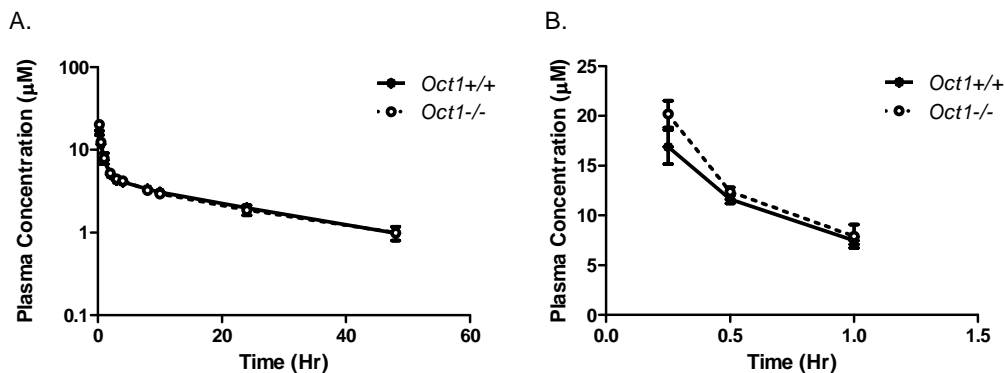 A.
Plasma Concentration (μM)
100
10
1
0.1
0
20
40
60
Time (Hr)
Oct1+/+
Oct1-/-
B.
Plasma Concentration (μM)
25
20
15
10
5
0
0.0
0.5
1.0
1.5
Time (Hr)
Oct1+/+
Oct1-/-